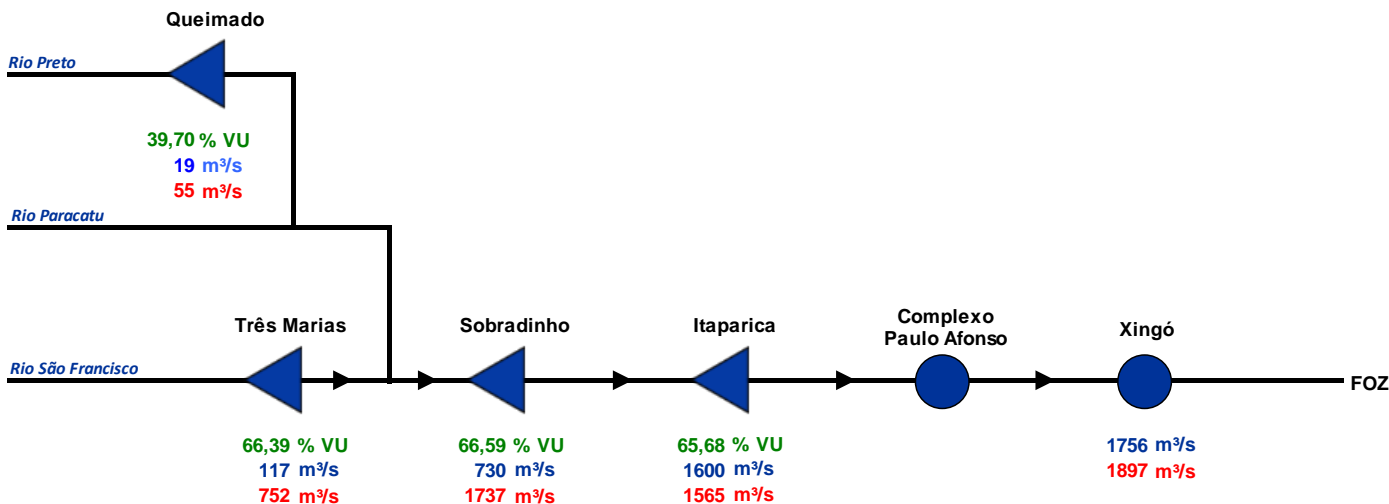 Queimado
Rio Preto
39,70 % VU
19 m³/s
55 m³/s
Rio Paracatu
Três Marias
Sobradinho
Itaparica
Complexo
Paulo Afonso
Xingó
Rio São Francisco
FOZ
66,39 % VU
117 m³/s
752 m³/s
66,59 % VU
730 m³/s
1737 m³/s
65,68 % VU
1600 m³/s
1565 m³/s
1756 m³/s
1897 m³/s